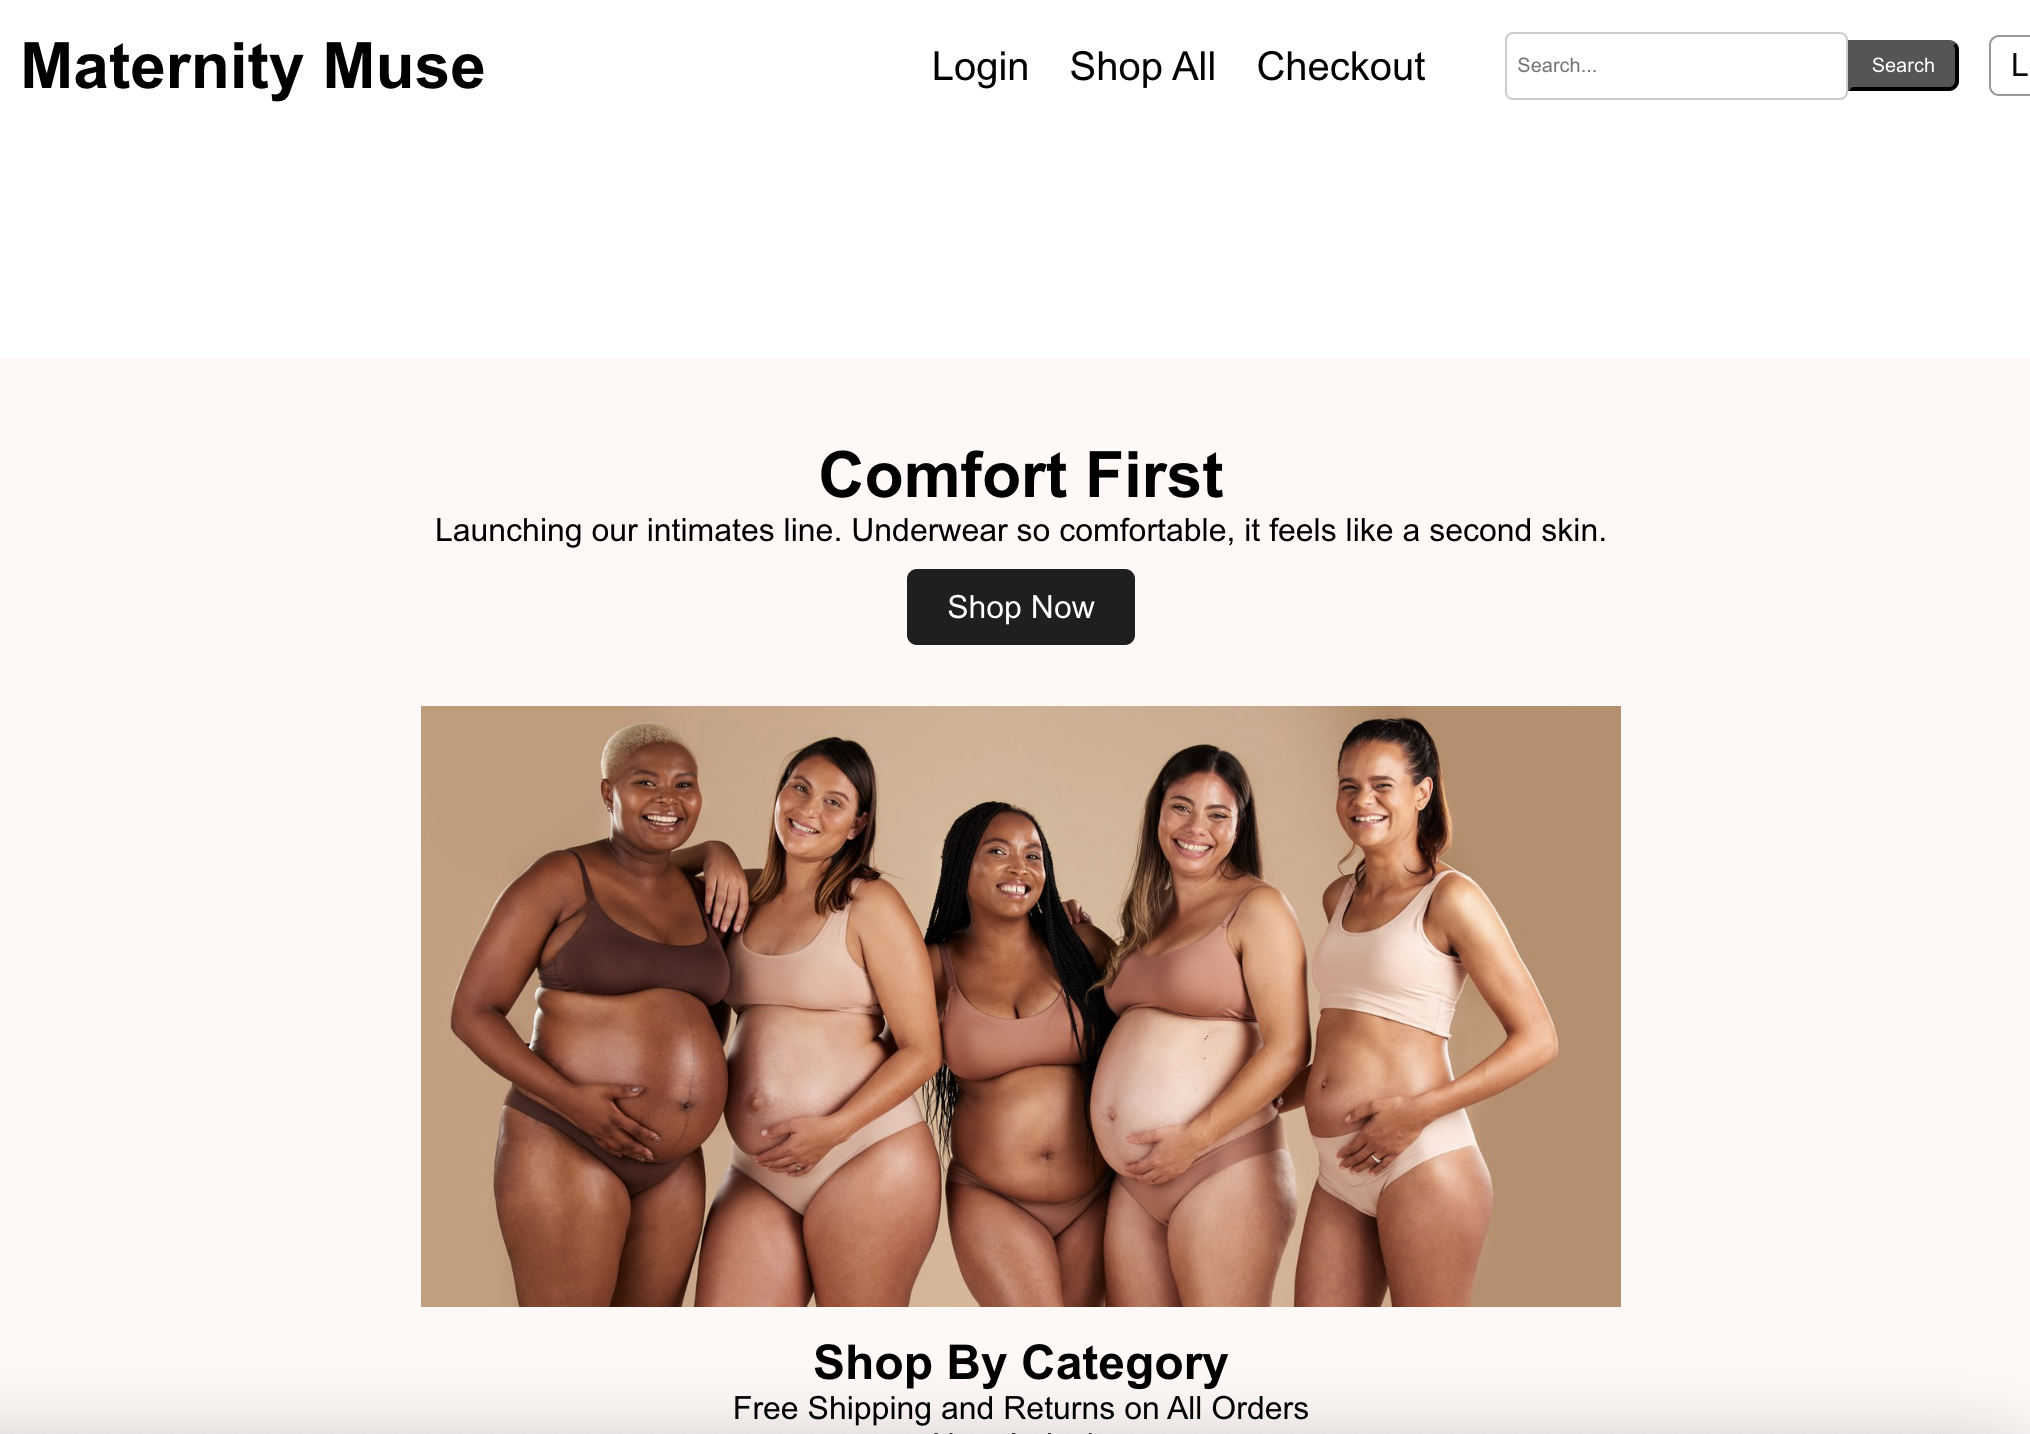 Maternity Muse
Login Shop All Checkout
Search...
Search
Comfort First
Launching our intimates line. Underwear so comfortable, it feels like a second skin.
Shop Now
Shop By Category
Free Shipping and Returns on All Orders